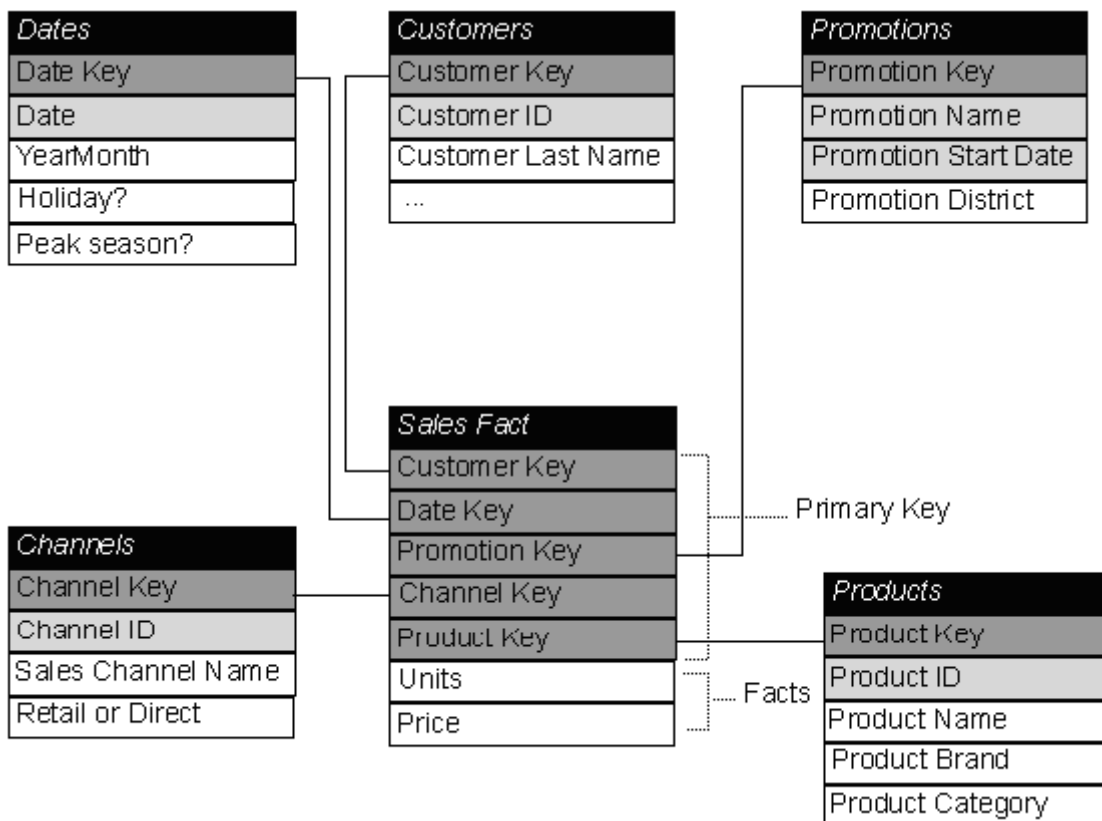 Dates
Date Key
Date
YearMonth
Holiday?
Peak season?
Customers
Customer Key
Customer ID
Customer Last Name
...
Promotions
Promotion Key
Promotion Name
Promotion Start Date
Promotion District
Sales Fact
Customer Key
Date Key
Promotion Key
Channel Key
Product Key
Units
Price
Primary Key
Facts
Channels
Channel Key
Channel ID
Sales Channel Name
Retail or Direct
Products
Product Key
Product ID
Product Name
Product Brand
Product Category